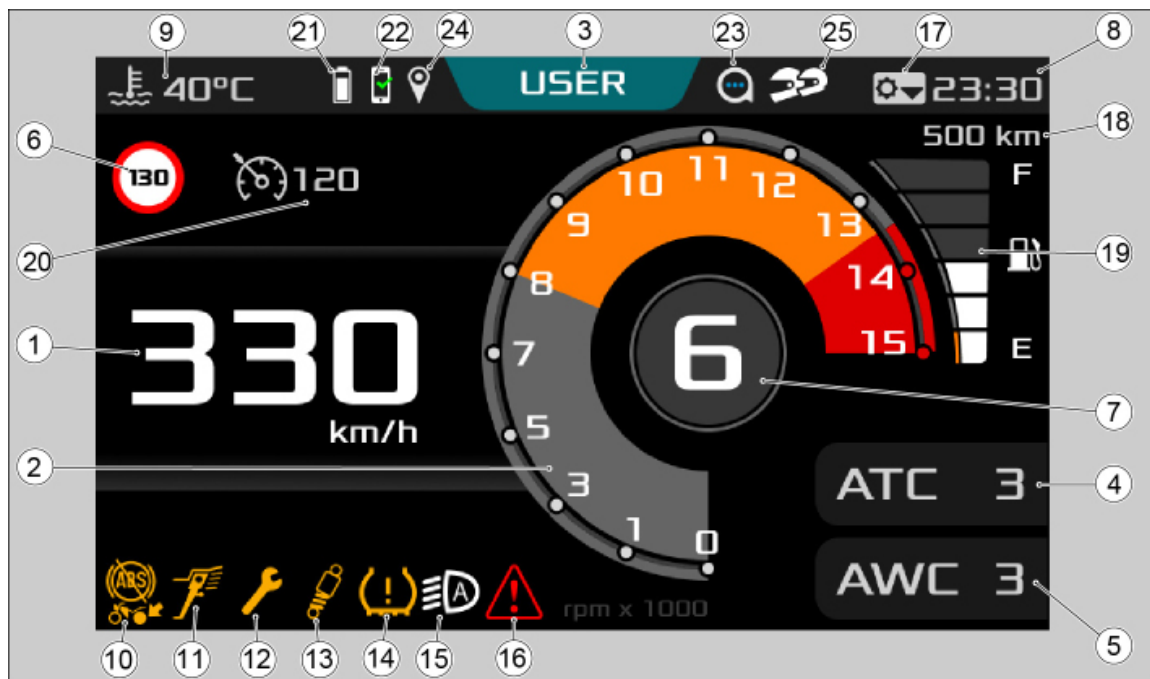 9 21 22 24 3 23 25 17 8
40°C USER 23:30
6 500 km 18
130 120 F
20 19
1 330 km/h
6 7
E
2
0 1 3 5 7 8 9 10 11 12 13 14 15
rpm x 1000
ATC 3 4
AWC 3 5
ABS ! A !
10 11 12 13 14 15 16